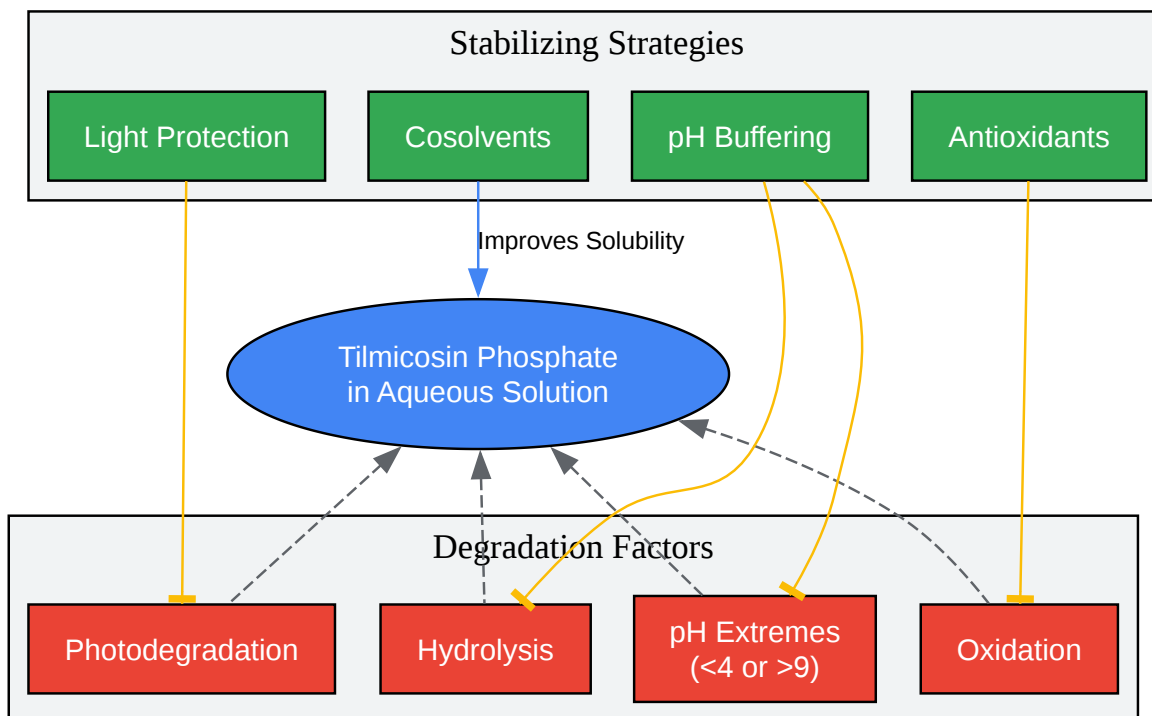 Stabilizing Strategies
Light Protection
Cosolvents
pH Buffering
Antioxidants
Improves Solubility
Tilmicosin Phosphate
in Aqueous Solution
Degradation Factors
Photodegradation
Hydrolysis
pH Extremes
(<4 or >9)
Oxidation